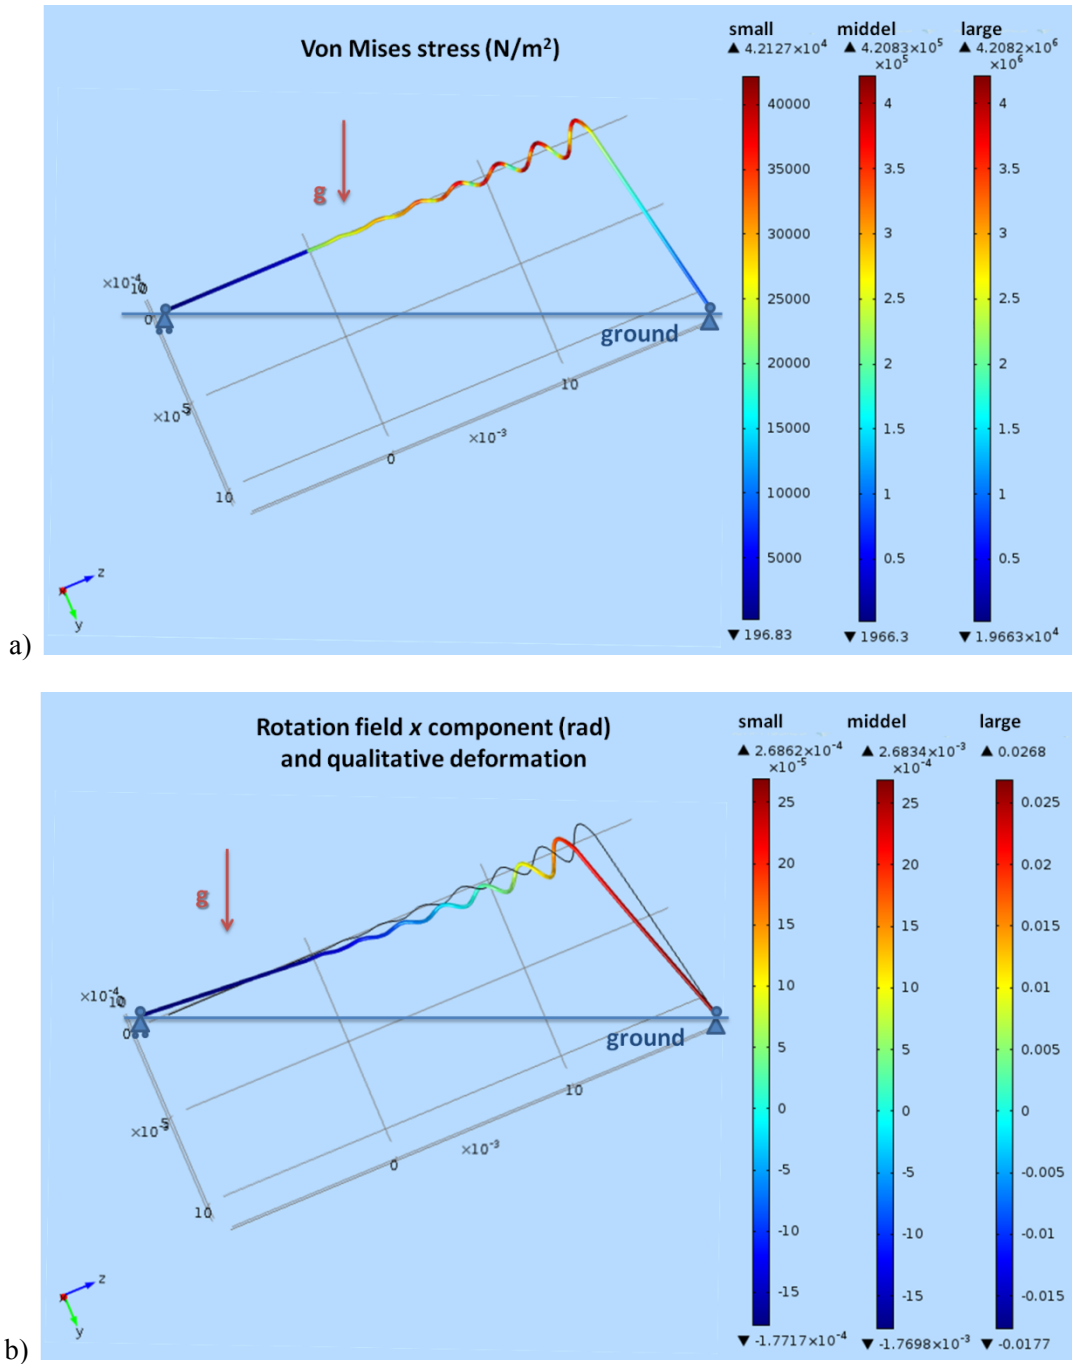 Von Mises stress (N/m²)
small middel large
▲ 4.2127×10⁴ ▲ 4.2083×10⁵ ▲ 4.2082×10⁶
×10⁵ ×10⁶
40000 4 4
35000
30000 3 3
25000 2.5 2.5
20000 2 2
15000 1.5 1.5
10000 1 1
5000 0.5 0.5
▼ 196.83 ▼ 1966.3 ▼ 1.9663×10⁴
g
×10⁻⁴
10
0
ground
10
×10⁻³
5
×10⁻³
0
10
z
y
a)
Rotation field x component (rad)
and qualitative deformation
small middel large
▲ 2.6862×10⁻⁴ ▲ 2.6834×10⁻³ ▲ 0.0268
×10⁻⁵ ×10⁻⁴
25 25 0.025
20 20 0.02
15 15 0.015
10 10 0.01
5 5 0.005
0 0 0
-5 -5 -0.005
-10 -10 -0.01
-15 -15 -0.015
▼ -1.7717×10⁻⁴ ▼ -1.7698×10⁻³ ▼ -0.0177
g
×10⁻⁴
10
0
ground
10
×10⁻³
5
×10⁻³
0
10
z
y
b)